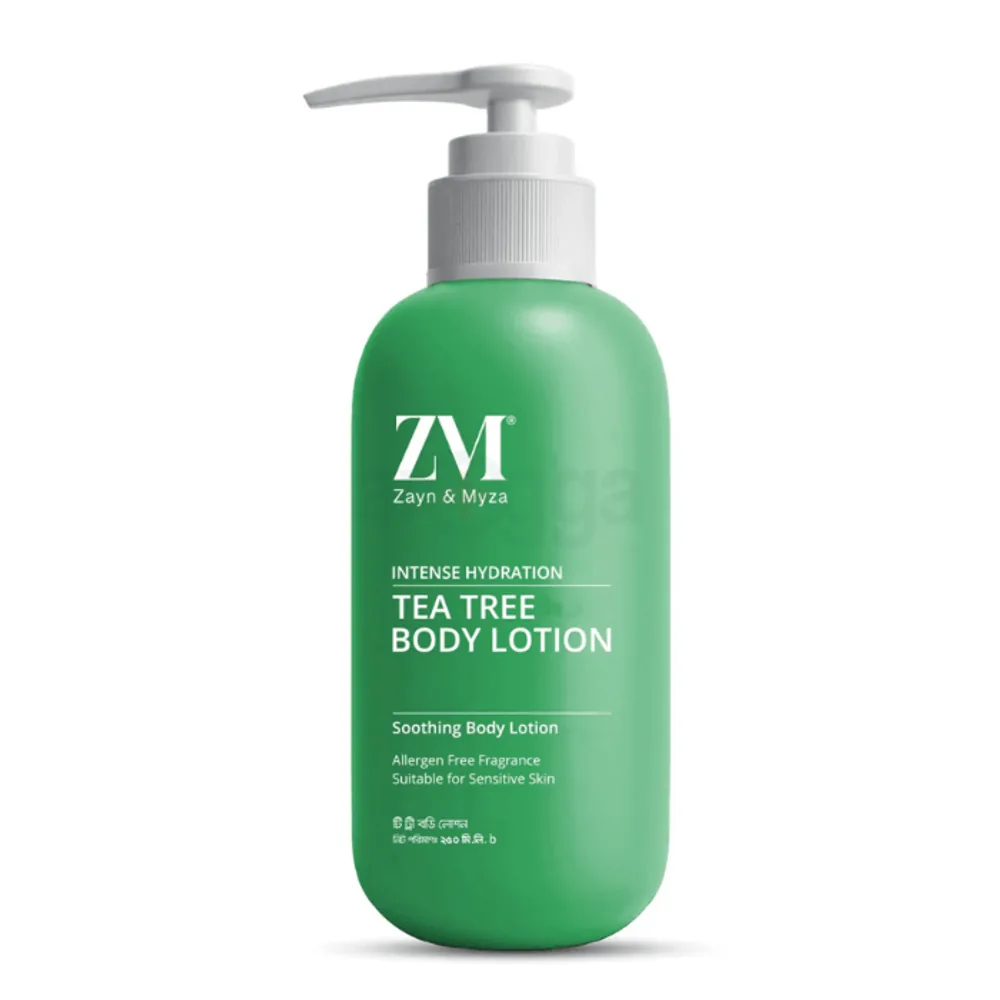 ZM®
Zayn & Myza
INTENSE HYDRATION
TEA TREE
BODY LOTION
Soothing Body Lotion
Allergen Free Fragrance
Suitable for Sensitive Skin
টি ট্রী বডি লোশন
২৫০ মি.লি. b